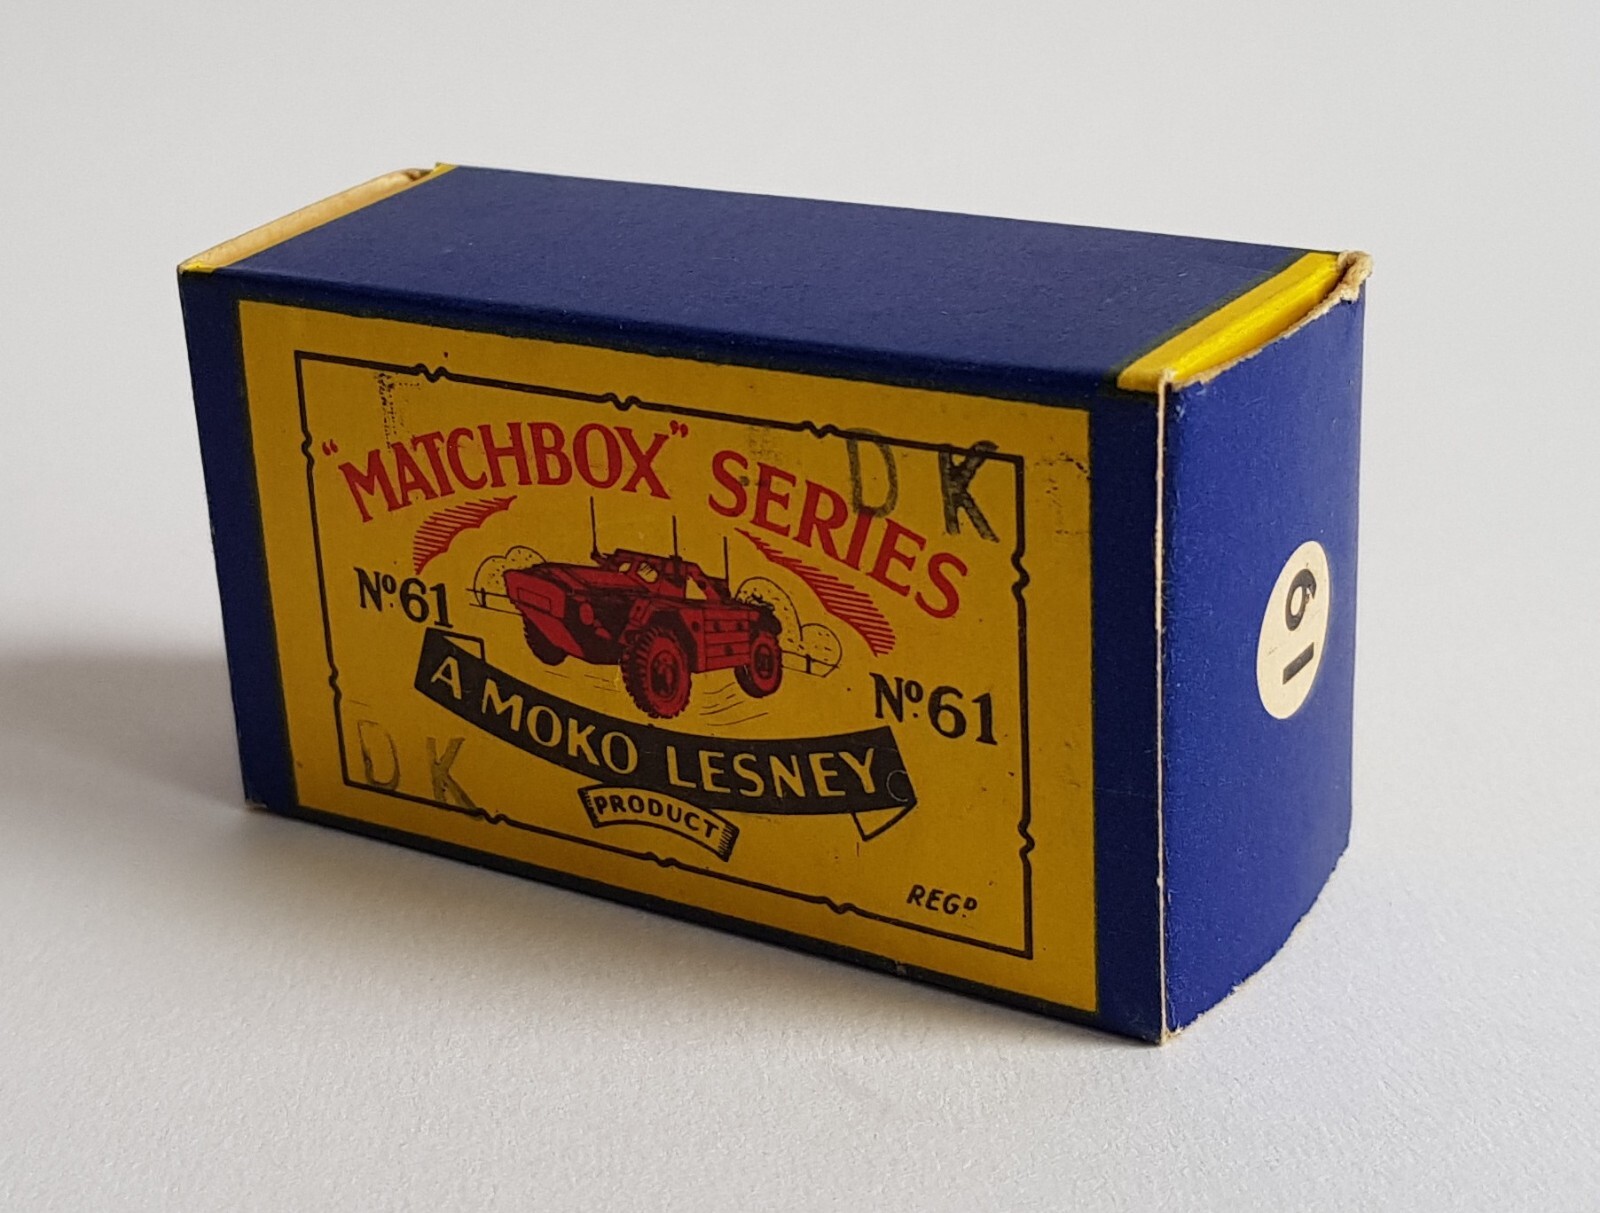 "MATCHBOX" SERIES
DK
Nº61
Nº61
A MOKO LESNEY
PRODUCT
DK
REGD
61